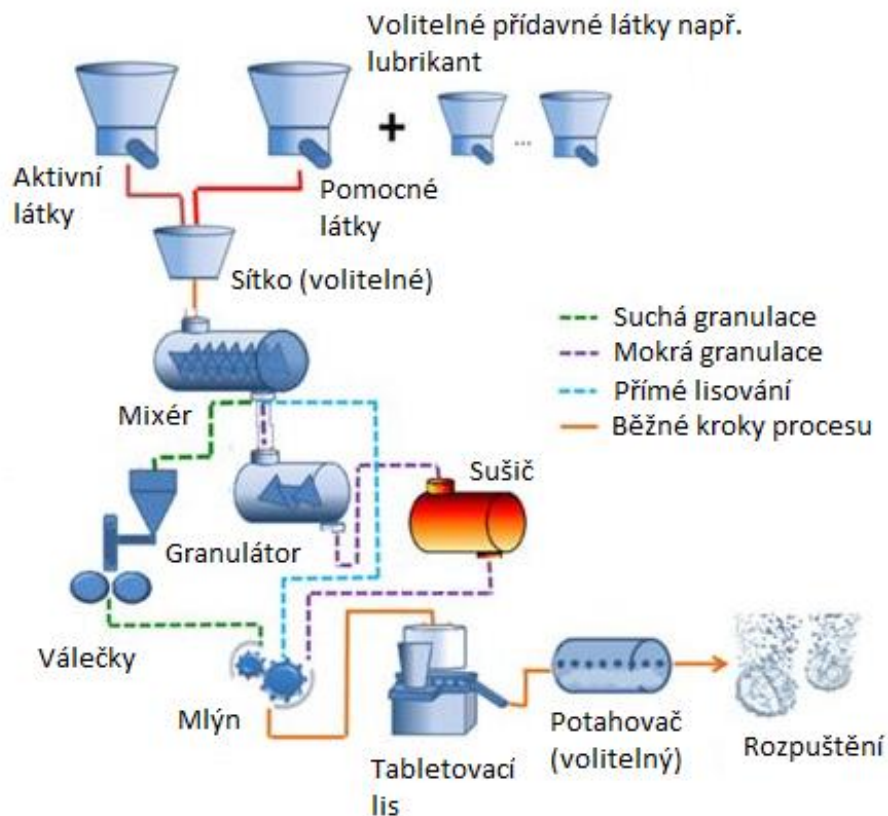 Volitelné přídavné látky např.
lubrikant
+
...
Aktivní
látky
Pomocné
látky
Sítko (volitelné)
Suchá granulace
Mokrá granulace
Přímé lisování
Běžné kroky procesu
Mixér
Sušič
Granulátor
Válečky
Mlýn
Tabletovací
lis
Potahovač
(volitelný)
Rozpuštění